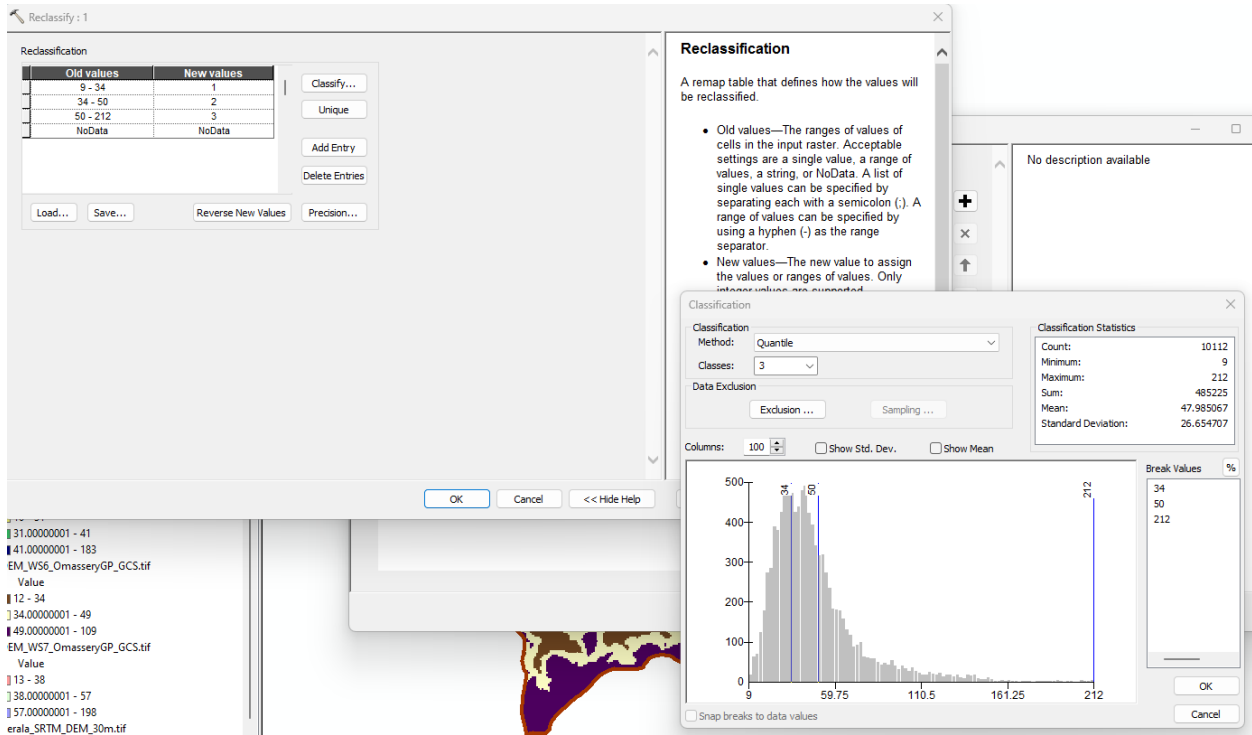 Reclassify : 1
Reclassification
Old values New values
9 - 34 1
34 - 50 2
50 - 212 3
NoData NoData
Classify...
Unique
Add Entry
Delete Entries
Load... Save... Reverse New Values Precision...
OK Cancel << Hide Help
Reclassification
A remap table that defines how the values will
be reclassified.
• Old values—The ranges of values of
cells in the input raster. Acceptable
settings are a single value, a range of
values, a string, or NoData. A list of
single values can be specified by
separating each with a semicolon (;). A
range of values can be specified by
using a hyphen (-) as the range
separator.
• New values—The new value to assign
the values or ranges of values. Only
integer values are supported.
No description available
Classification
Classification
Method: Quantile
Classes: 3
Data Exclusion
Exclusion ... Sampling ...
Classification Statistics
Count: 10112
Minimum: 9
Maximum: 212
Sum: 485225
Mean: 47.985067
Standard Deviation: 26.654707
Columns: 100 Show Std. Dev. Show Mean
Break Values %
34
50
212
500
400
300
200
100
0
34 50 212
9 59.75 110.5 161.25 212
Snap breaks to data values
OK
Cancel
31.00000001 - 41
41.00000001 - 183
EM_WS6_OmasseryGP_GCS.tif
Value
12 - 34
34.00000001 - 49
49.00000001 - 109
EM_WS7_OmasseryGP_GCS.tif
Value
13 - 38
38.00000001 - 57
57.00000001 - 198
erala_SRTM_DEM_30m.tif